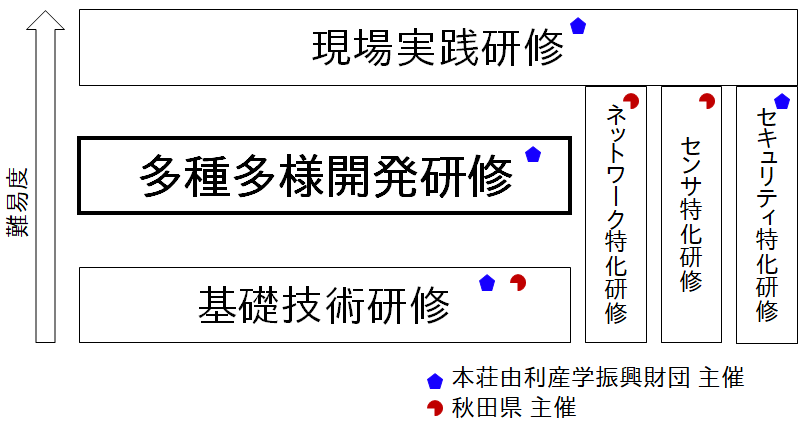 現場実践研修
難易度
多種多様開発研修
基礎技術研修
ネットワーク特化研修
センサ特化研修
セキュリティ特化研修
本荘由利産学振興財団 主催
秋田県 主催